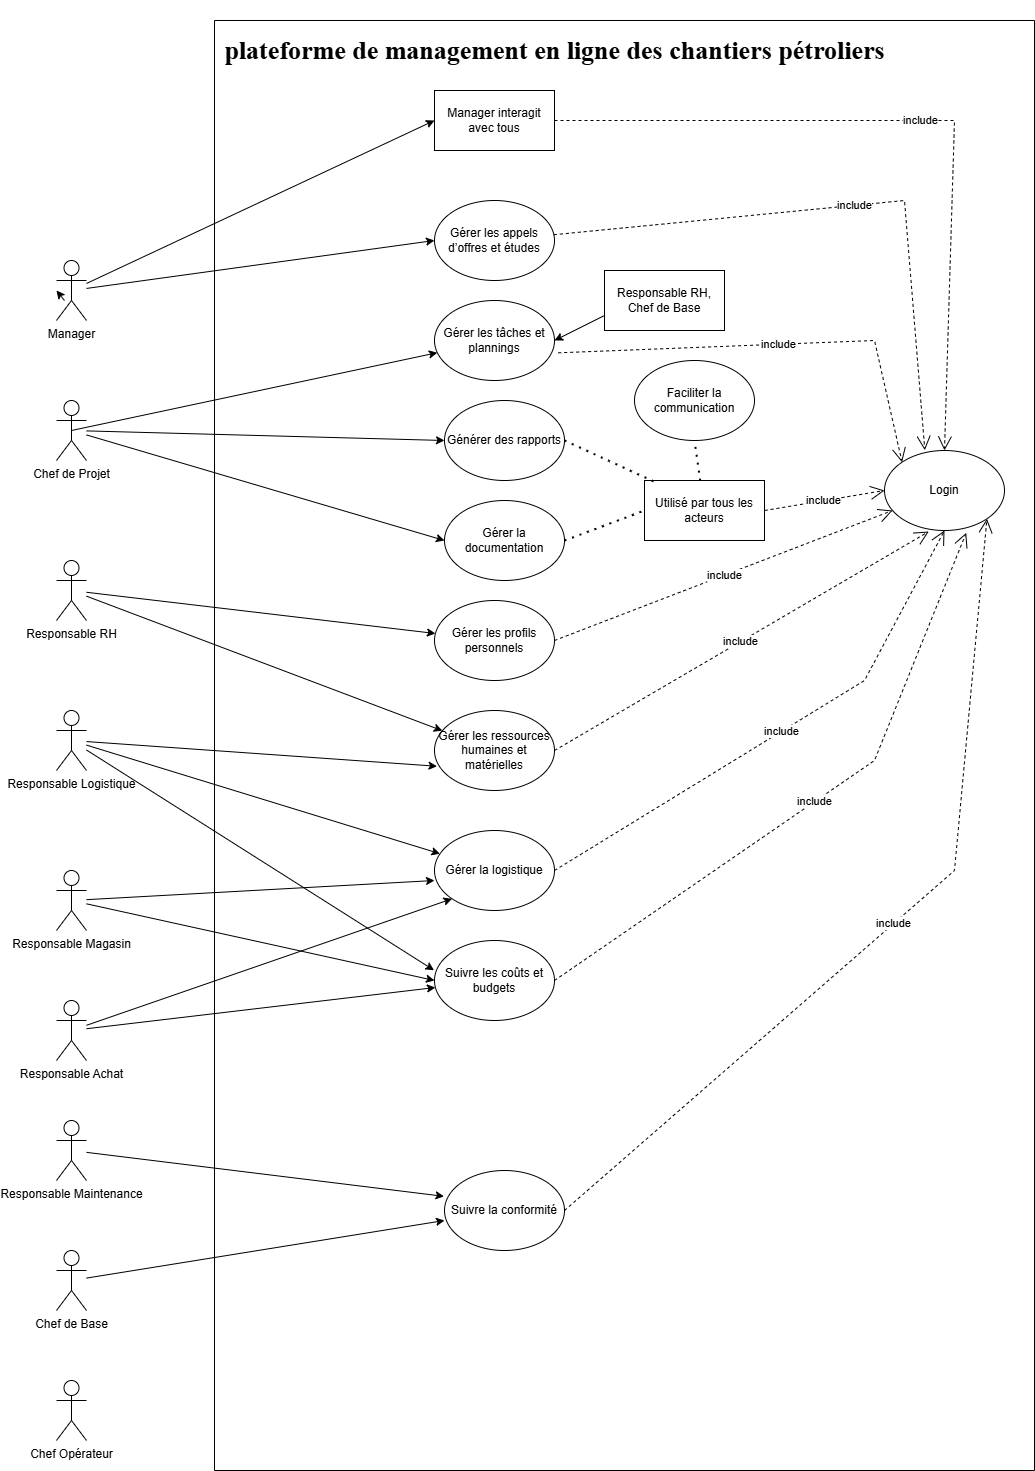 plateforme de management en ligne des chantiers pétroliers
Manager interagit
avec tous
include
Gérer les appels
d'offres et études
include
Manager
Responsable RH,
Chef de Base
Gérer les tâches et
plannings
include
Faciliter la
communication
Chef de Projet
Générer des rapports
Utilisé par tous les
acteurs
include
Login
Gérer la
documentation
include
Responsable RH
Gérer les profils
personnels
include
Gérer les ressources
humaines et
matérielles
include
Responsable Logistique
include
Gérer la logistique
include
Responsable Magasin
Suivre les coûts et
budgets
include
Responsable Achat
Responsable Maintenance
Suivre la conformité
Chef de Base
Chef Opérateur